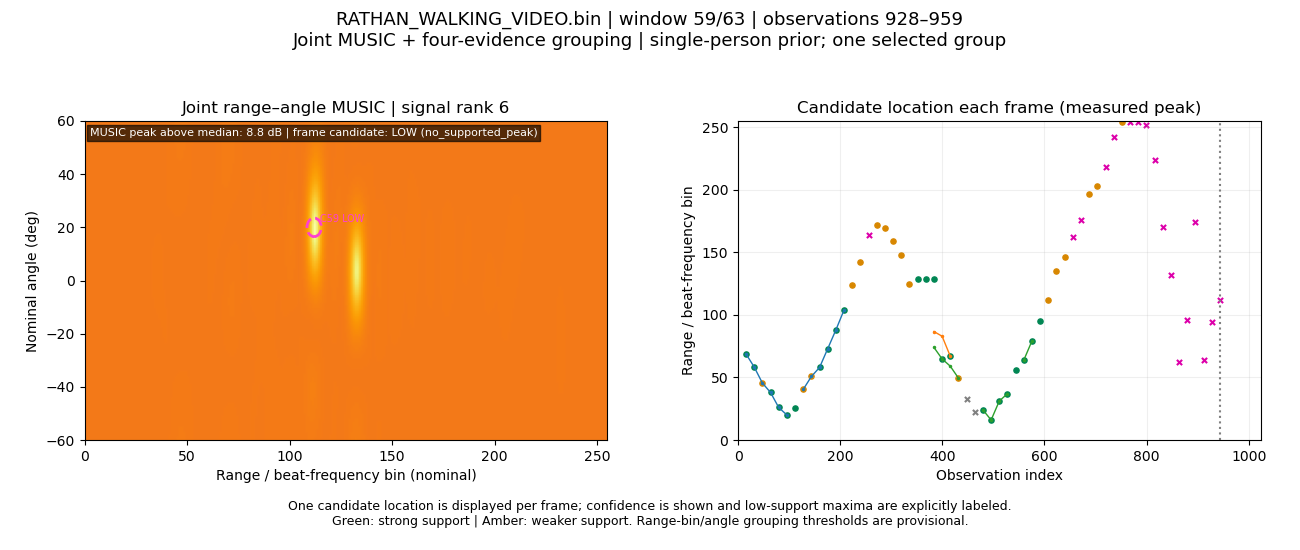 RATHAN_WALKING_VIDEO.bin | window 59/63 | observations 928–959
Joint MUSIC + four-evidence grouping | single-person prior; one selected group
Joint range–angle MUSIC | signal rank 6
MUSIC peak above median: 8.8 dB | frame candidate: LOW (no_supported_peak)
LOW
60
40
20
0
−20
−40
−60
Nominal angle (deg)
0
50
100
150
200
250
Range / beat-frequency bin (nominal)
Candidate location each frame (measured peak)
250
200
150
100
50
0
Range / beat-frequency bin
0
200
400
600
800
1000
Observation index
One candidate location is displayed per frame; confidence is shown and low-support maxima are explicitly labeled.
Green: strong support | Amber: weaker support. Range-bin/angle grouping thresholds are provisional.